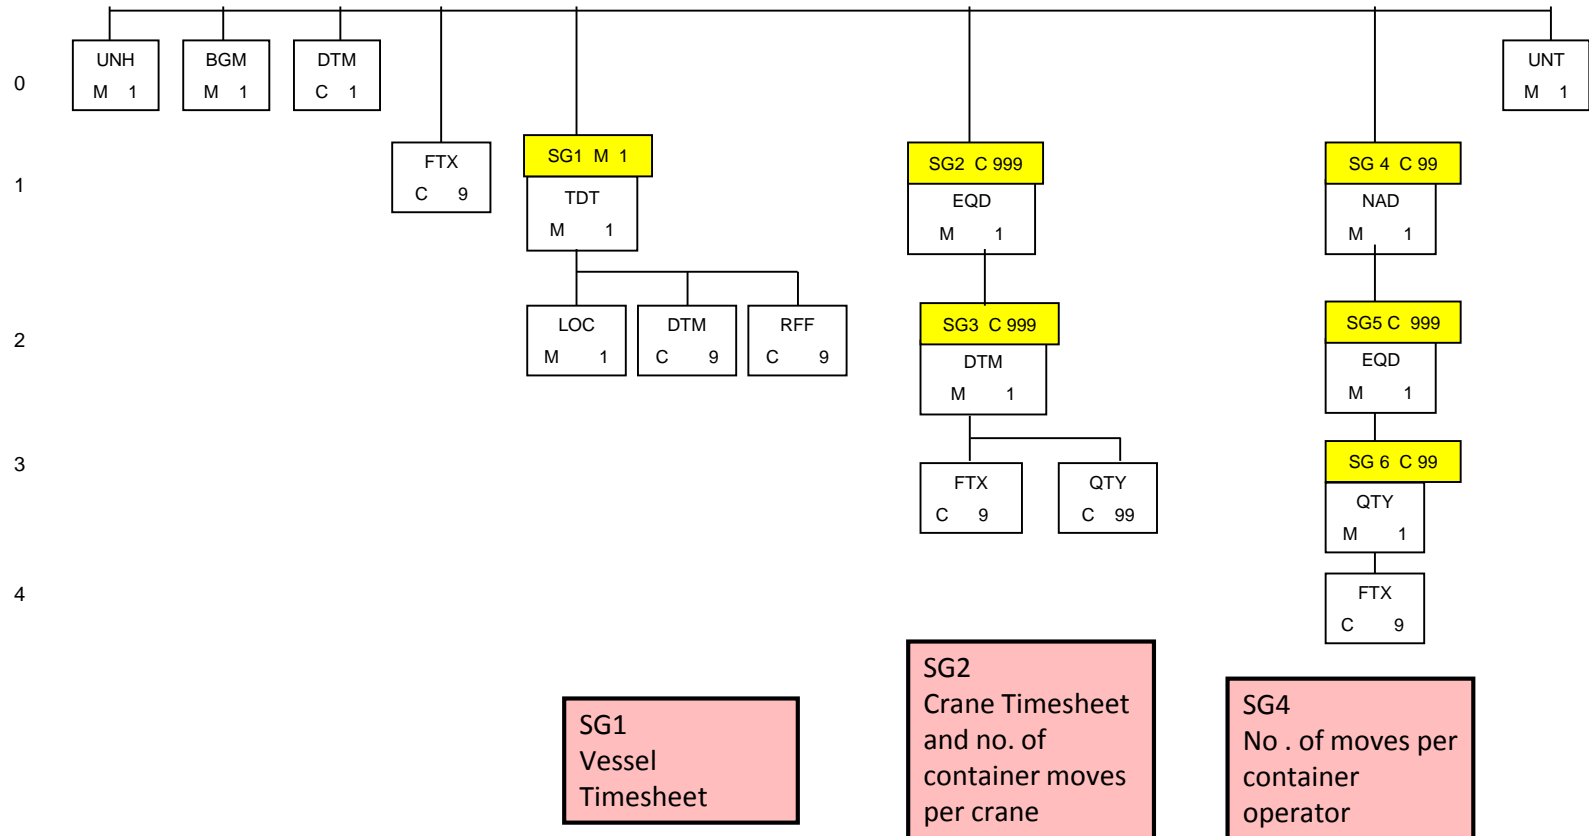 0
UNH
M 1
BGM
M 1
DTM
C 1
UNT
M 1
1
FTX
C 9
SG1 M 1
TDT
M 1
SG2 C 999
EQD
M 1
SG 4 C 99
NAD
M 1
2
LOC
M 1
DTM
C 9
RFF
C 9
SG3 C 999
DTM
M 1
SG5 C 999
EQD
M 1
3
FTX
C 9
QTY
C 99
SG 6 C 99
QTY
M 1
4
FTX
C 9
SG1
Vessel
Timesheet
SG2
Crane Timesheet
and no. of
container moves
per crane
SG4
No . of moves per
container
operator